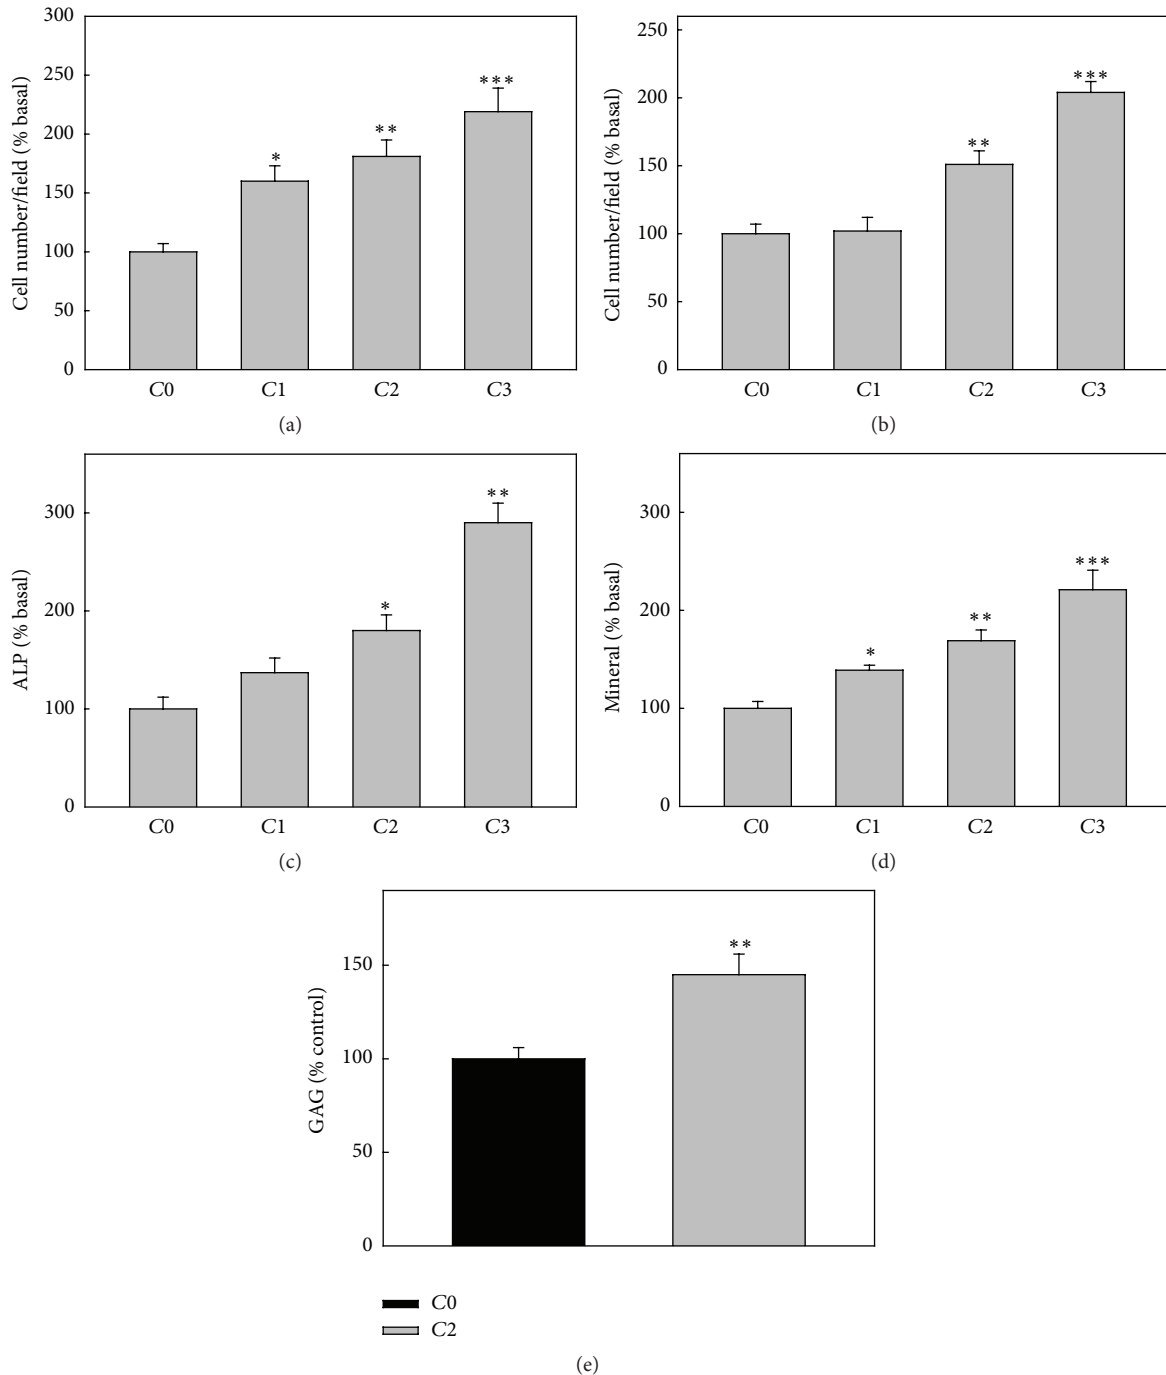 300
250
200
150
100
50
0
Cell number/field (% basal)
*
**
***
C0 C1 C2 C3
(a)
250
200
150
100
50
0
Cell number/field (% basal)
**
***
C0 C1 C2 C3
(b)
300
200
100
0
ALP (% basal)
*
**
C0 C1 C2 C3
(c)
300
200
100
0
Mineral (% basal)
*
**
***
C0 C1 C2 C3
(d)
150
100
50
0
GAG (% control)
**
C0
C2
(e)